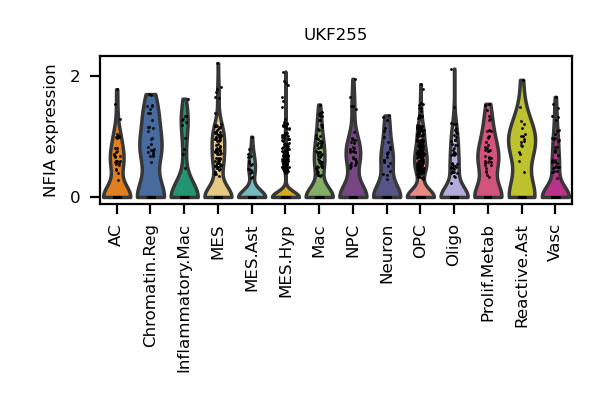 UKF255
NFIA expression
2
0
AC
Chromatin.Reg
Inflammatory.Mac
MES
MES.Ast
MES.Hyp
Mac
NPC
Neuron
OPC
Oligo
Prolif.Metab
Reactive.Ast
Vasc